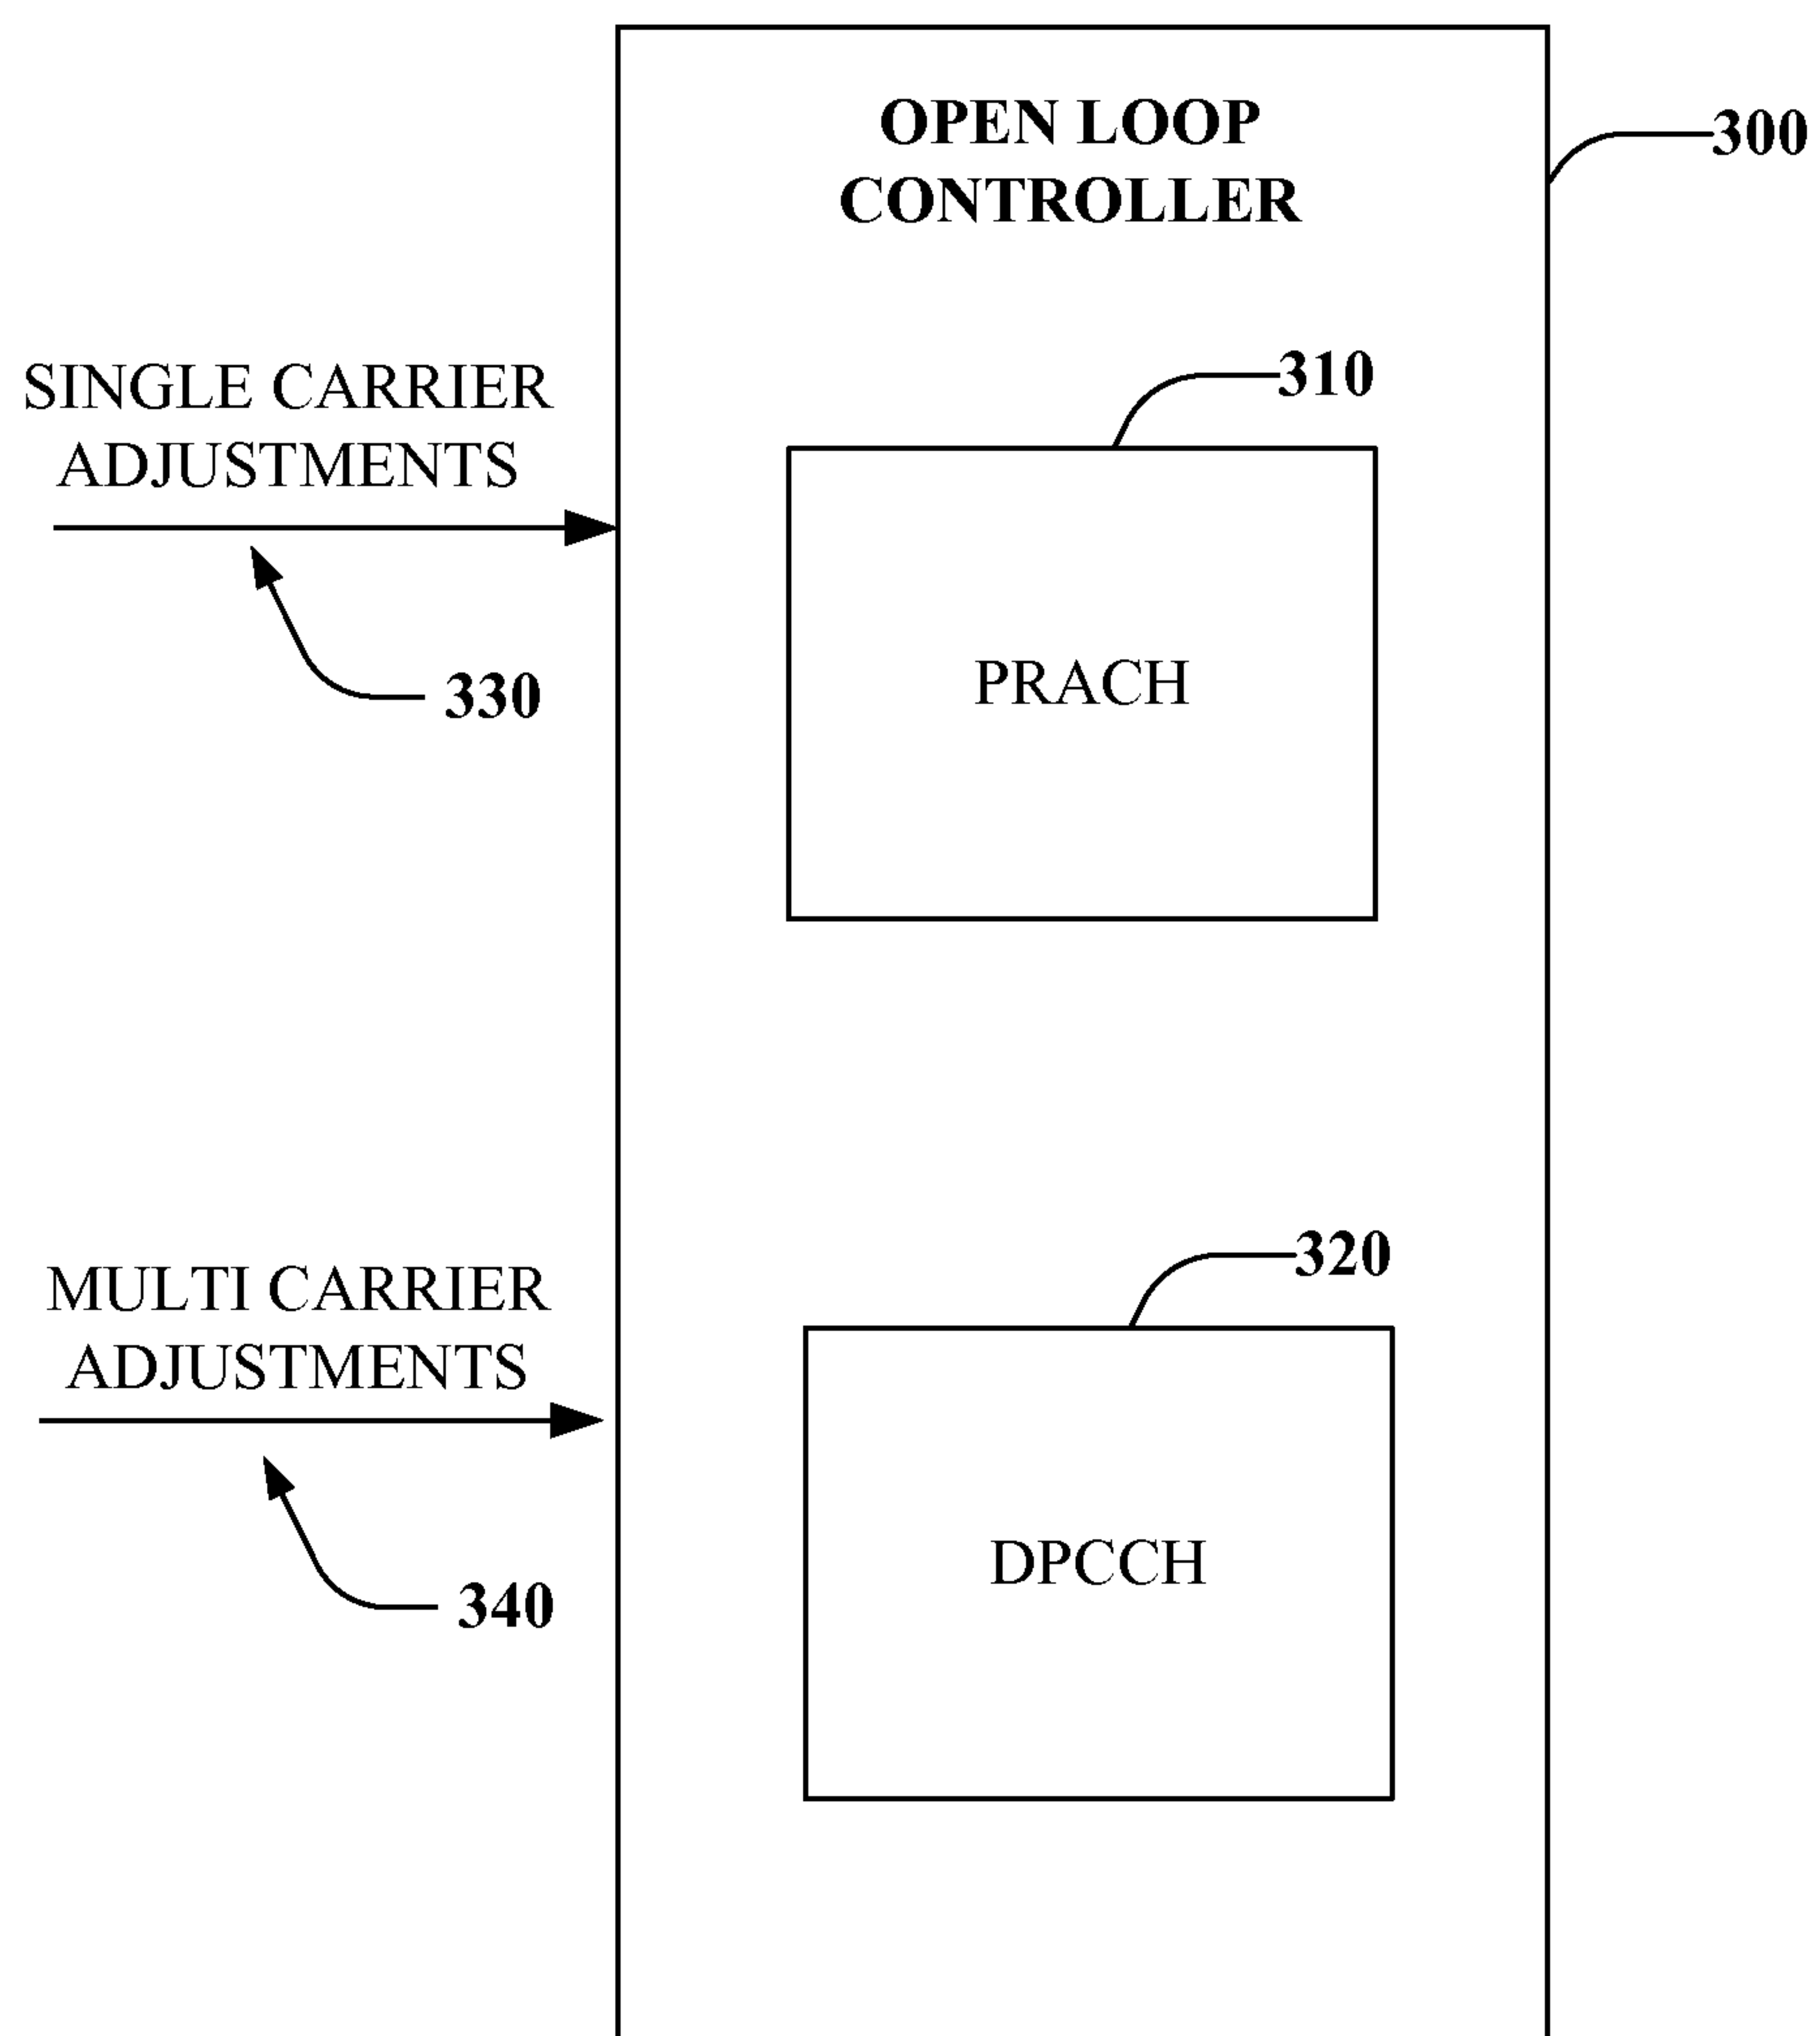 OPEN LOOP
CONTROLLER
300
SINGLE CARRIER
ADJUSTMENTS
310
330
PRACH
MULTI CARRIER
ADJUSTMENTS
320
340
DPCCH